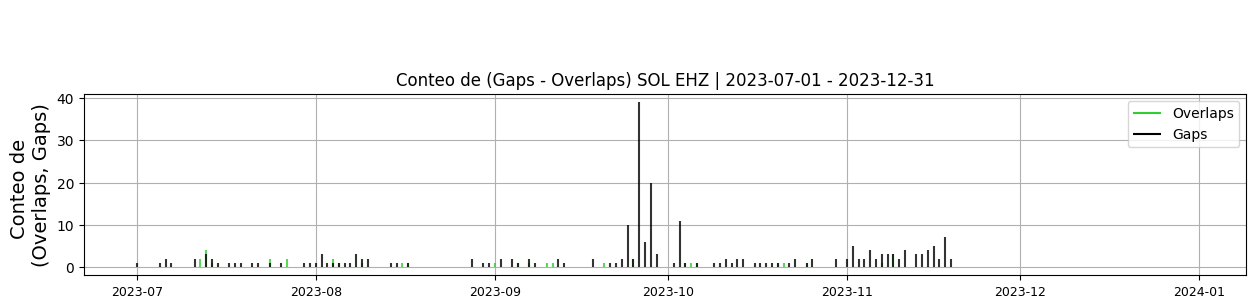 Conteo de (Gaps - Overlaps) SOL EHZ | 2023-07-01 - 2023-12-31
Conteo de
(Overlaps, Gaps)
40
30
20
10
0
Overlaps
Gaps
2023-07
2023-08
2023-09
2023-10
2023-11
2023-12
2024-01